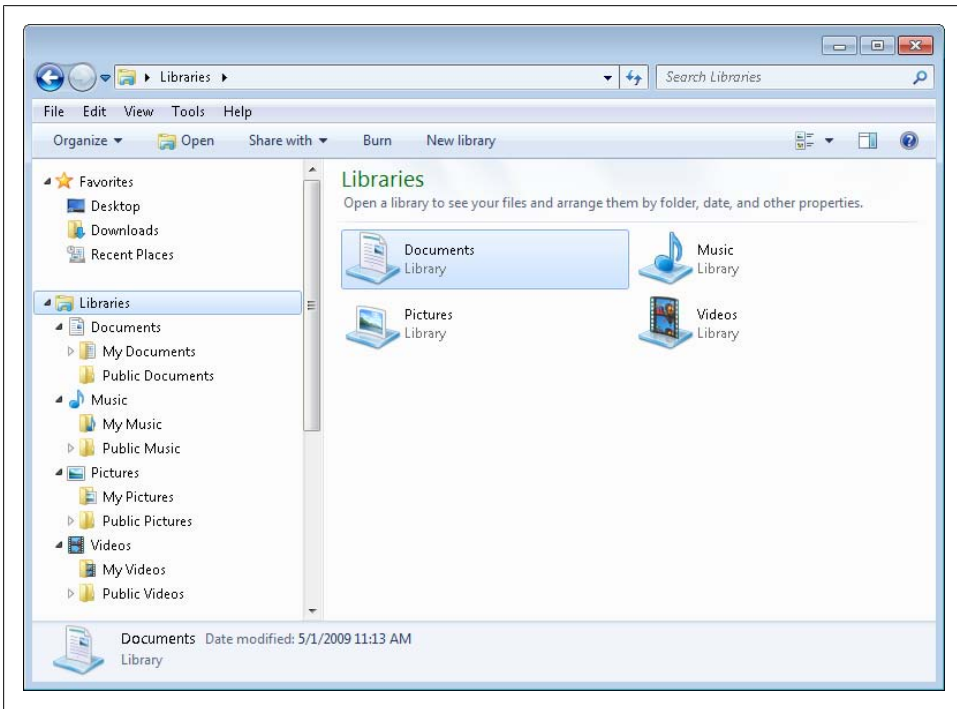 Libraries
Search Libraries
File Edit View Tools Help
Organize Open Share with Burn New library
Favorites
Desktop
Downloads
Recent Places
Libraries
Documents
My Documents
Public Documents
Music
My Music
Public Music
Pictures
My Pictures
Public Pictures
Videos
My Videos
Public Videos
Libraries
Open a library to see your files and arrange them by folder, date, and other properties.
Documents
Library
Music
Library
Pictures
Library
Videos
Library
Documents Date modified: 5/1/2009 11:13 AM
Library